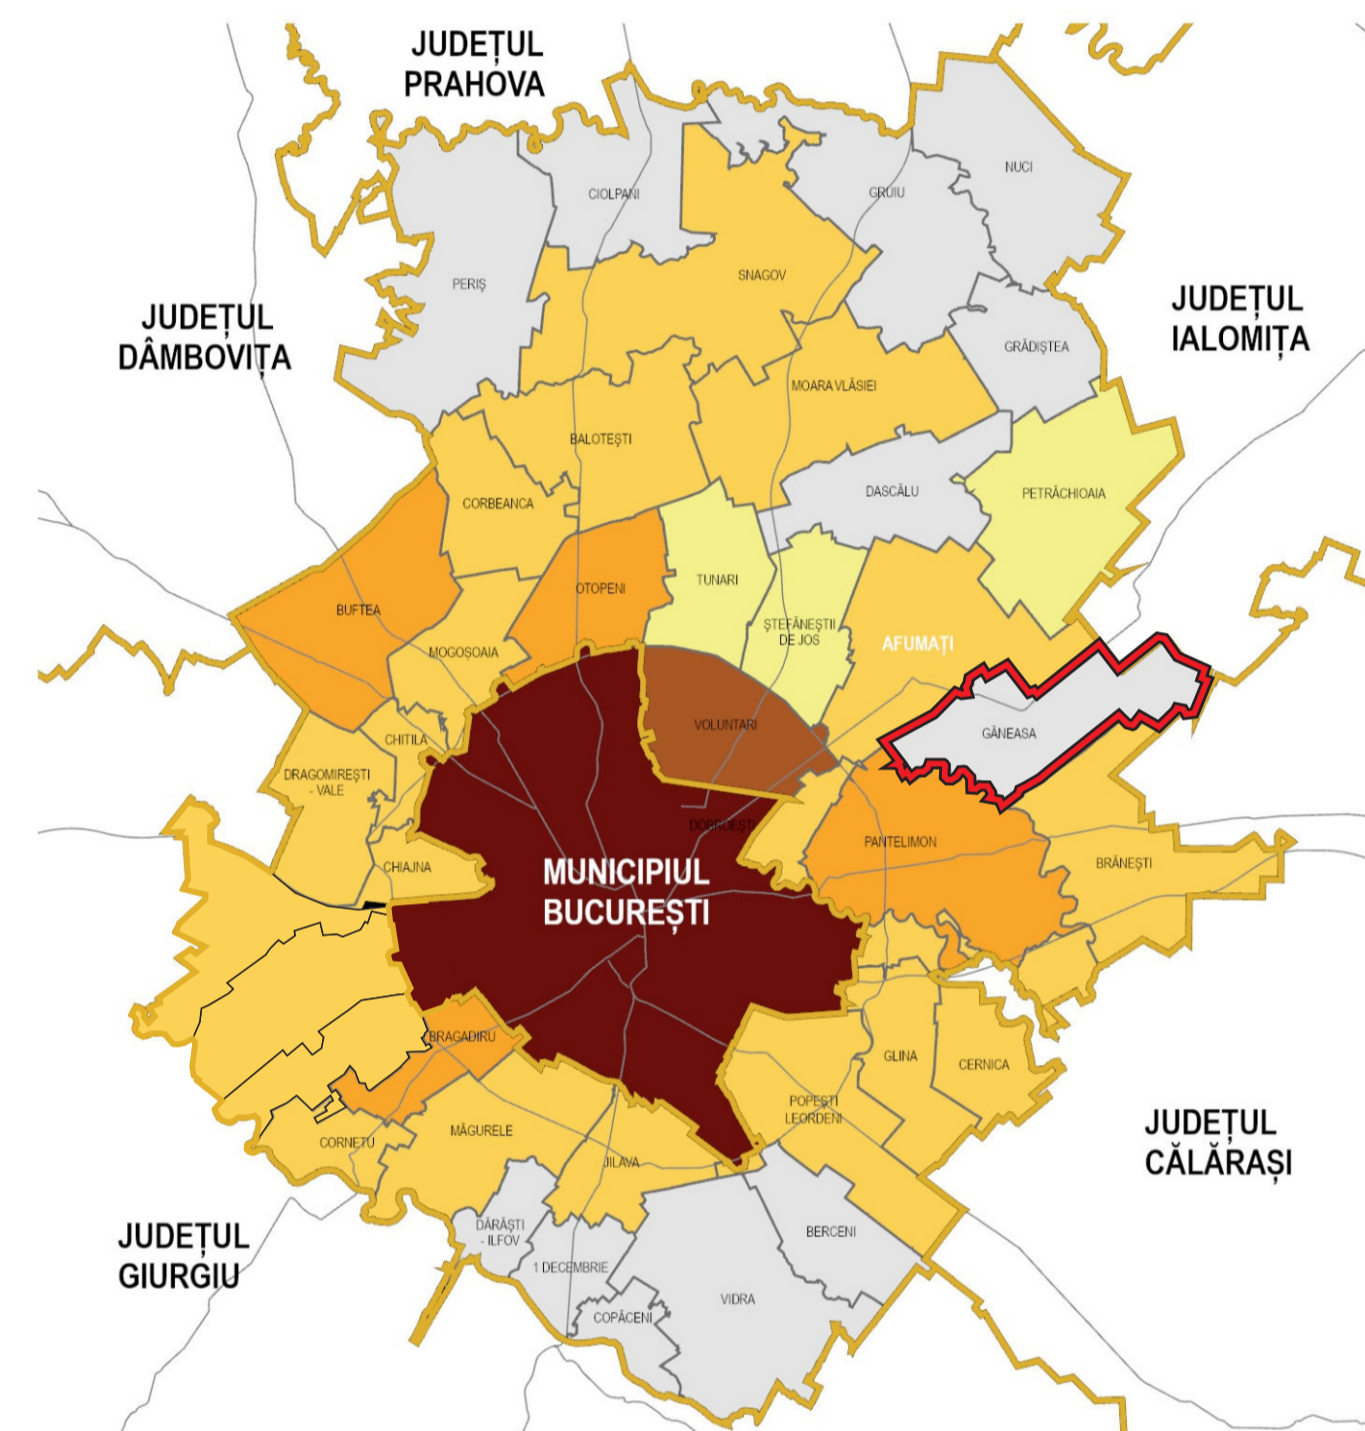 JUDEȚUL
PRAHOVA
NUCI
CIOLPANI
GRUIU
SNAGOV
PERIȘ
JUDEȚUL
IALOMIȚA
JUDEȚUL
DÂMBOVIȚA
GRĂDIȘTEA
MOARA VLĂSIEI
BALOTEȘTI
DASCĂLU
PETRĂCHIOAIA
CORBEANCA
TUNARI
OTOPENI
BUFTEA
ȘTEFĂNEȘTII
DE JOS
AFUMAȚI
MOGOȘOAIA
VOLUNTARI
GĂNEASA
CHITILA
DRAGOMIREȘTI
- VALE
DOBROEȘTI
PANTELIMON
CHIAJNA
BRĂNEȘTI
MUNICIPIUL
BUCUREȘTI
BRAGADIRU
GLINA
CERNICA
POPEȘTI
LEORDENI
MĂGURELE
CORNETU
JILAVA
JUDEȚUL
CĂLĂRAȘI
DĂRĂȘTI
- ILFOV
BERCENI
JUDEȚUL
GIURGIU
1 DECEMBRIE
VIDRA
COPĂCENI